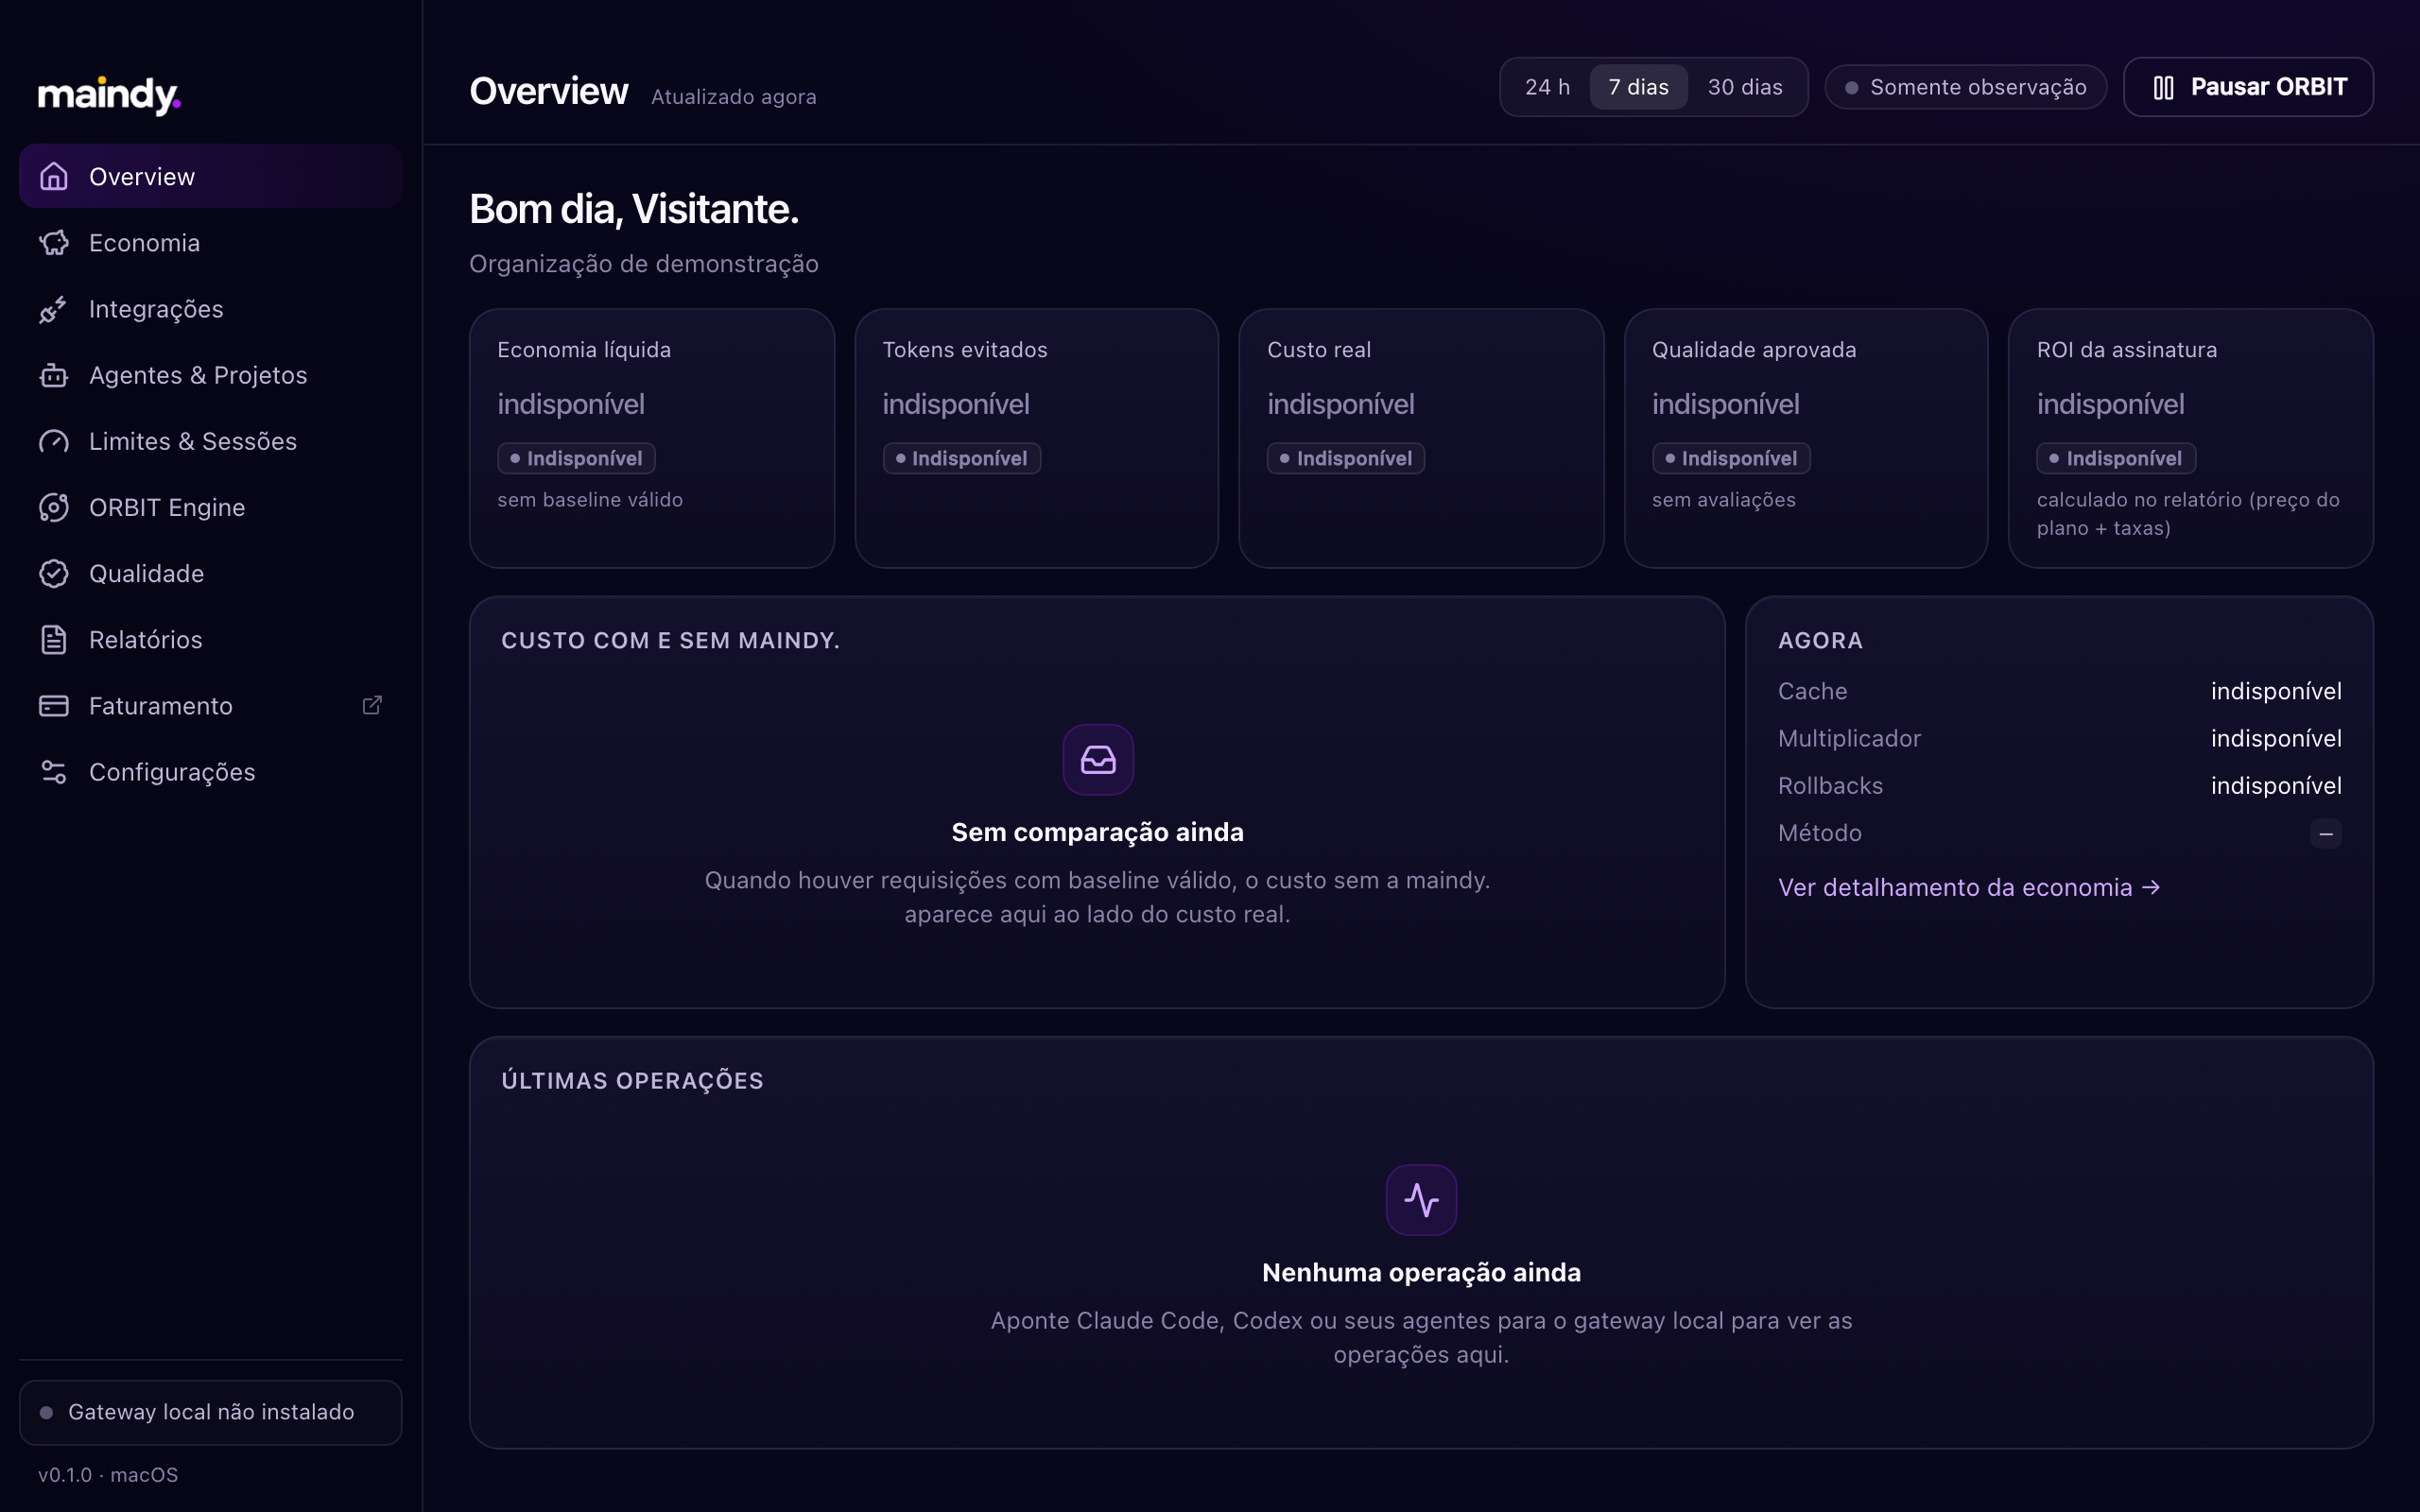 maindy.
Overview
Economia
Integrações
Agentes & Projetos
Limites & Sessões
ORBIT Engine
Qualidade
Relatórios
Faturamento
Configurações
Gateway local não instalado
v0.1.0 · macOS
Overview Atualizado agora
24 h 7 dias 30 dias
Somente observação
Pausar ORBIT
Bom dia, Visitante.
Organização de demonstração
Economia líquida
indisponível
Indisponível
sem baseline válido
Tokens evitados
indisponível
Indisponível
Custo real
indisponível
Indisponível
Qualidade aprovada
indisponível
Indisponível
sem avaliações
ROI da assinatura
indisponível
Indisponível
calculado no relatório (preço do
plano + taxas)
CUSTO COM E SEM MAINDY.
Sem comparação ainda
Quando houver requisições com baseline válido, o custo sem a maindy.
aparece aqui ao lado do custo real.
AGORA
Cache indisponível
Multiplicador indisponível
Rollbacks indisponível
Método —
Ver detalhamento da economia →
ÚLTIMAS OPERAÇÕES
Nenhuma operação ainda
Aponte Claude Code, Codex ou seus agentes para o gateway local para ver as
operações aqui.